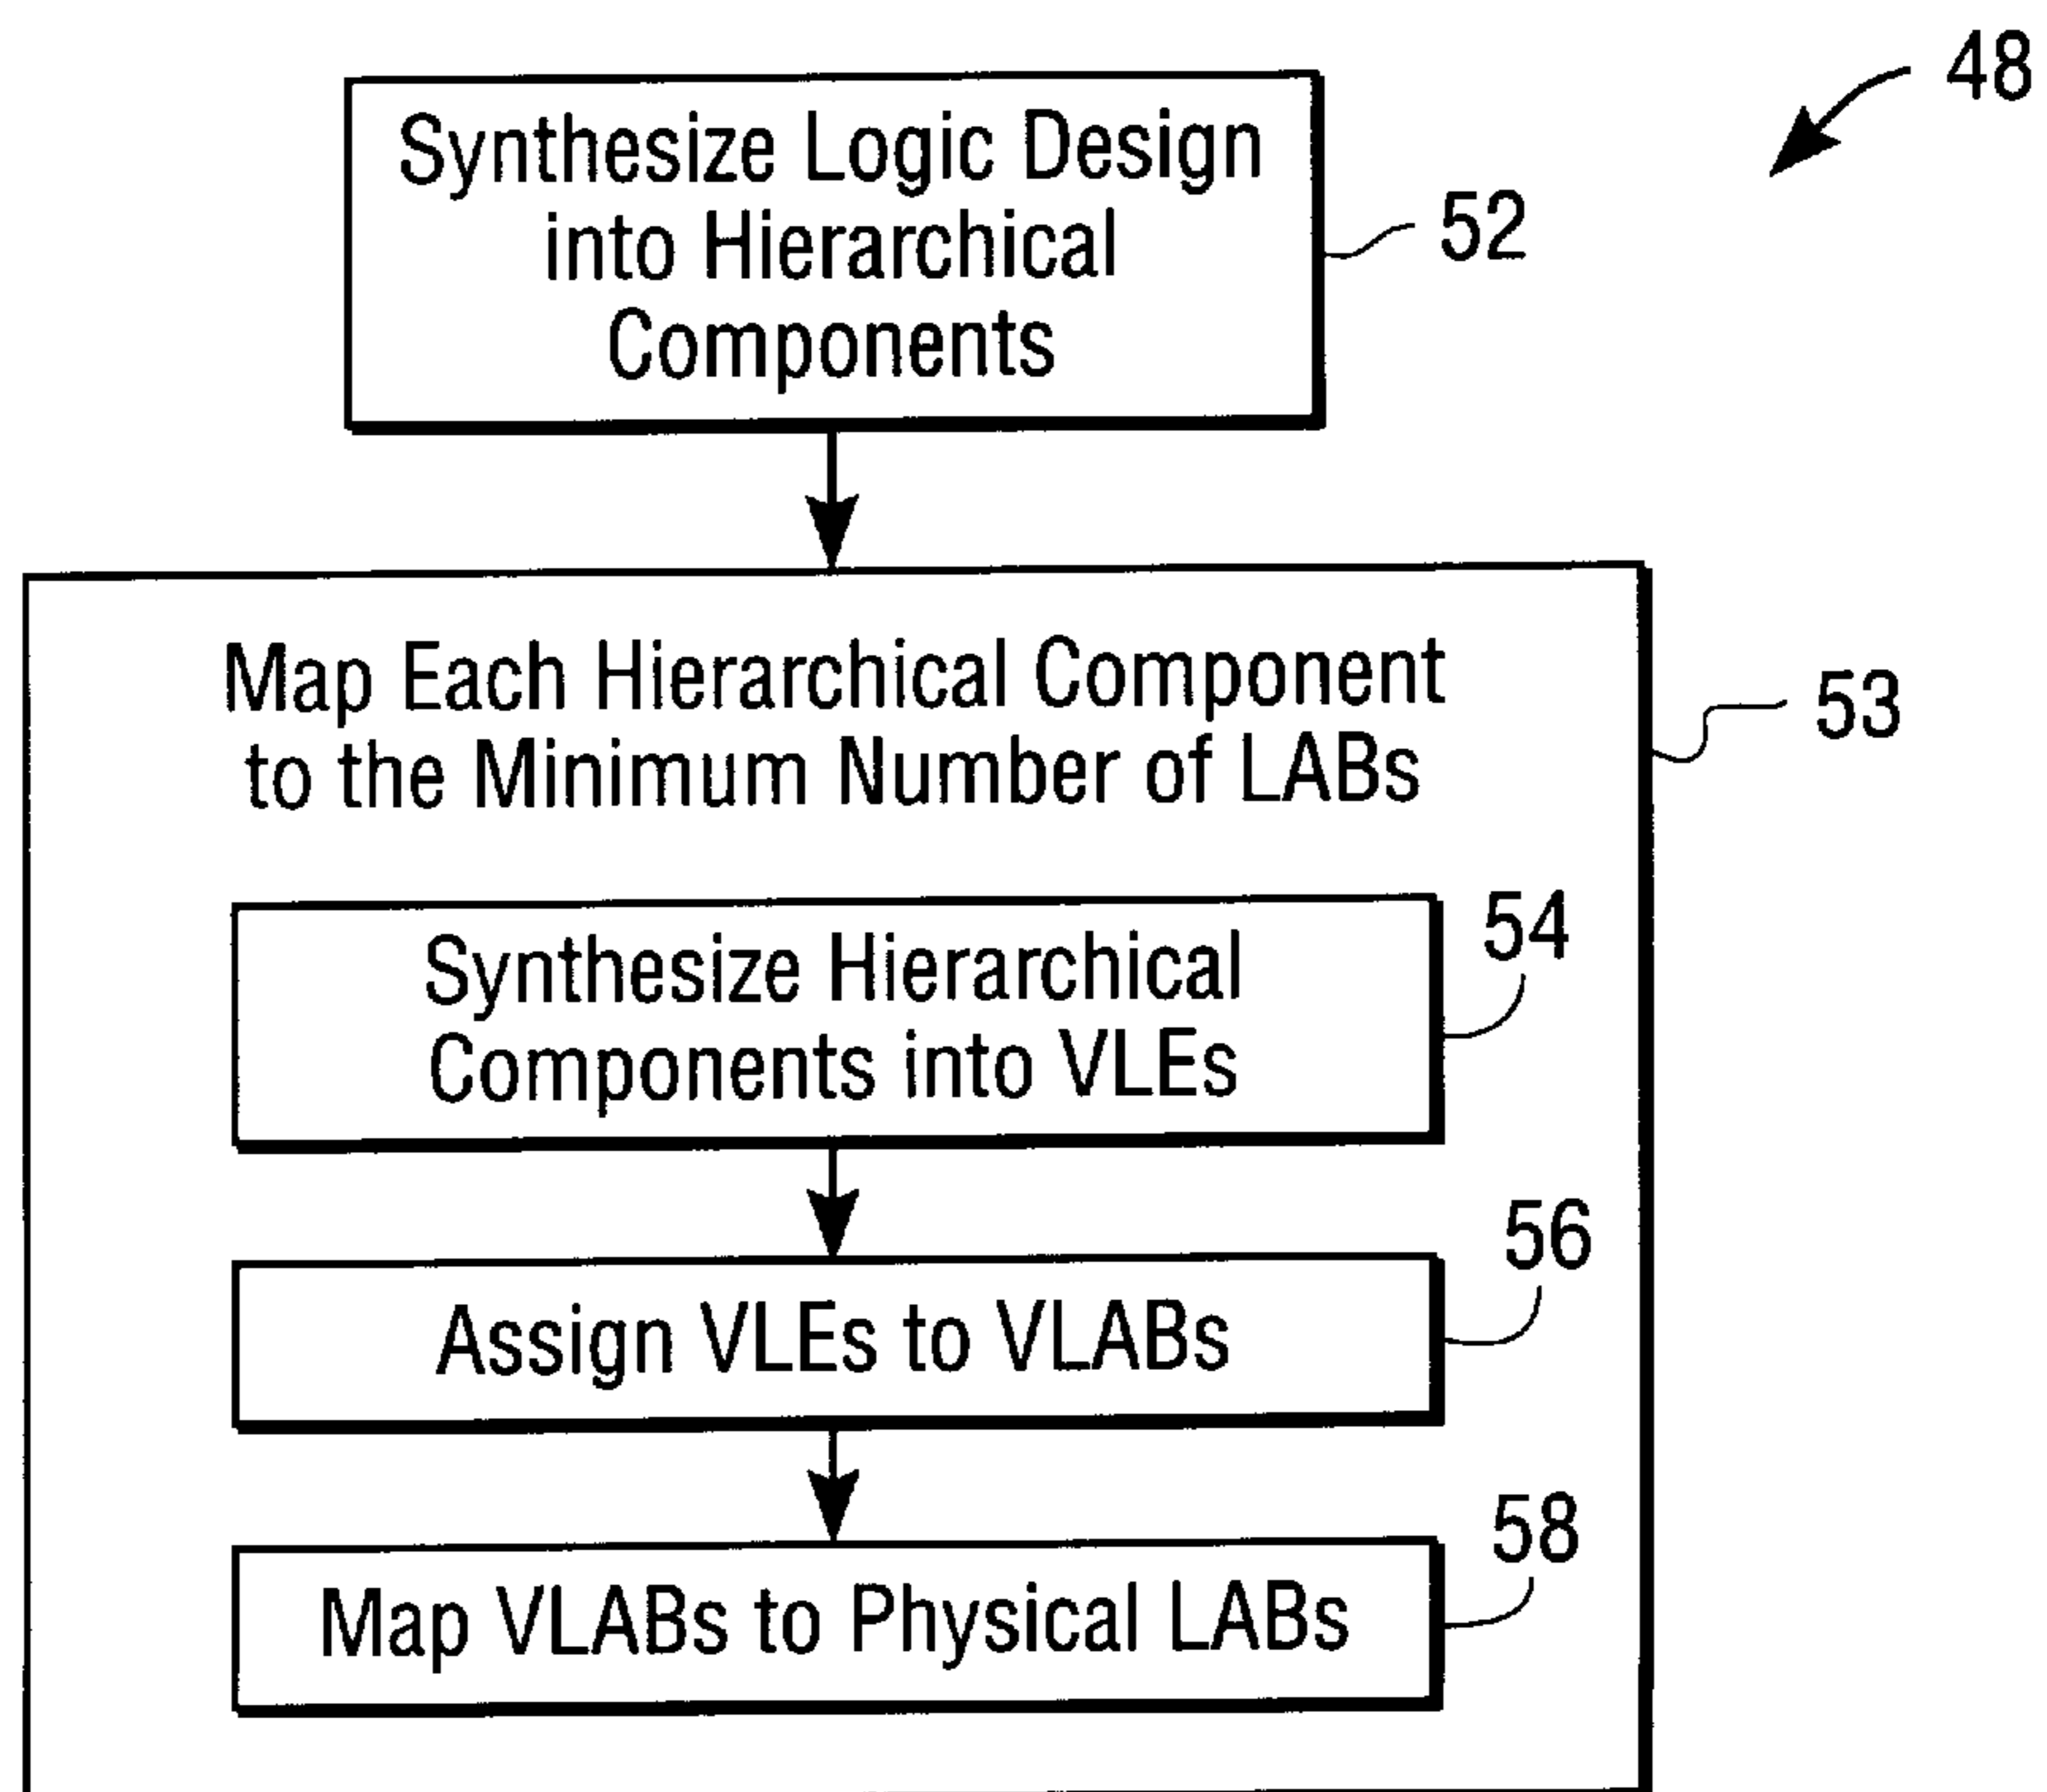 48
Synthesize Logic Design
into Hierarchical
Components
52
Map Each Hierarchical Component
to the Minimum Number of LABs
53
Synthesize Hierarchical
Components into VLEs
54
Assign VLEs to VLABs
56
Map VLABs to Physical LABs
58